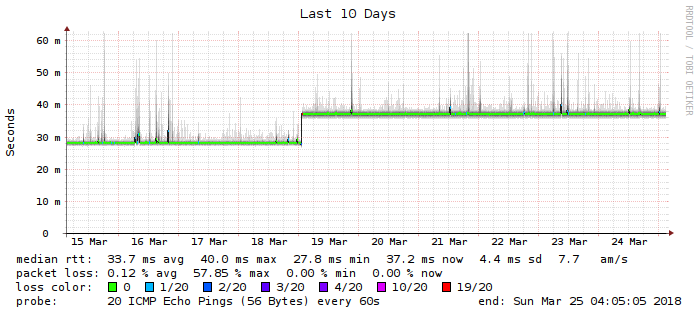 Last 10 Days
RRDTOOL / TOBI OETIKER
Seconds
60 m
50 m
40 m
30 m
20 m
10 m
0
15 Mar 16 Mar 17 Mar 18 Mar 19 Mar 20 Mar 21 Mar 22 Mar 23 Mar 24 Mar
median rtt: 33.7 ms avg 40.0 ms max 27.8 ms min 37.2 ms now 4.4 ms sd 7.7 am/s
packet loss: 0.12 % avg 57.85 % max 0.00 % min 0.00 % now
loss color: 0 1/20 2/20 3/20 4/20 10/20 19/20
probe: 20 ICMP Echo Pings (56 Bytes) every 60s end: Sun Mar 25 04:05:05 2018